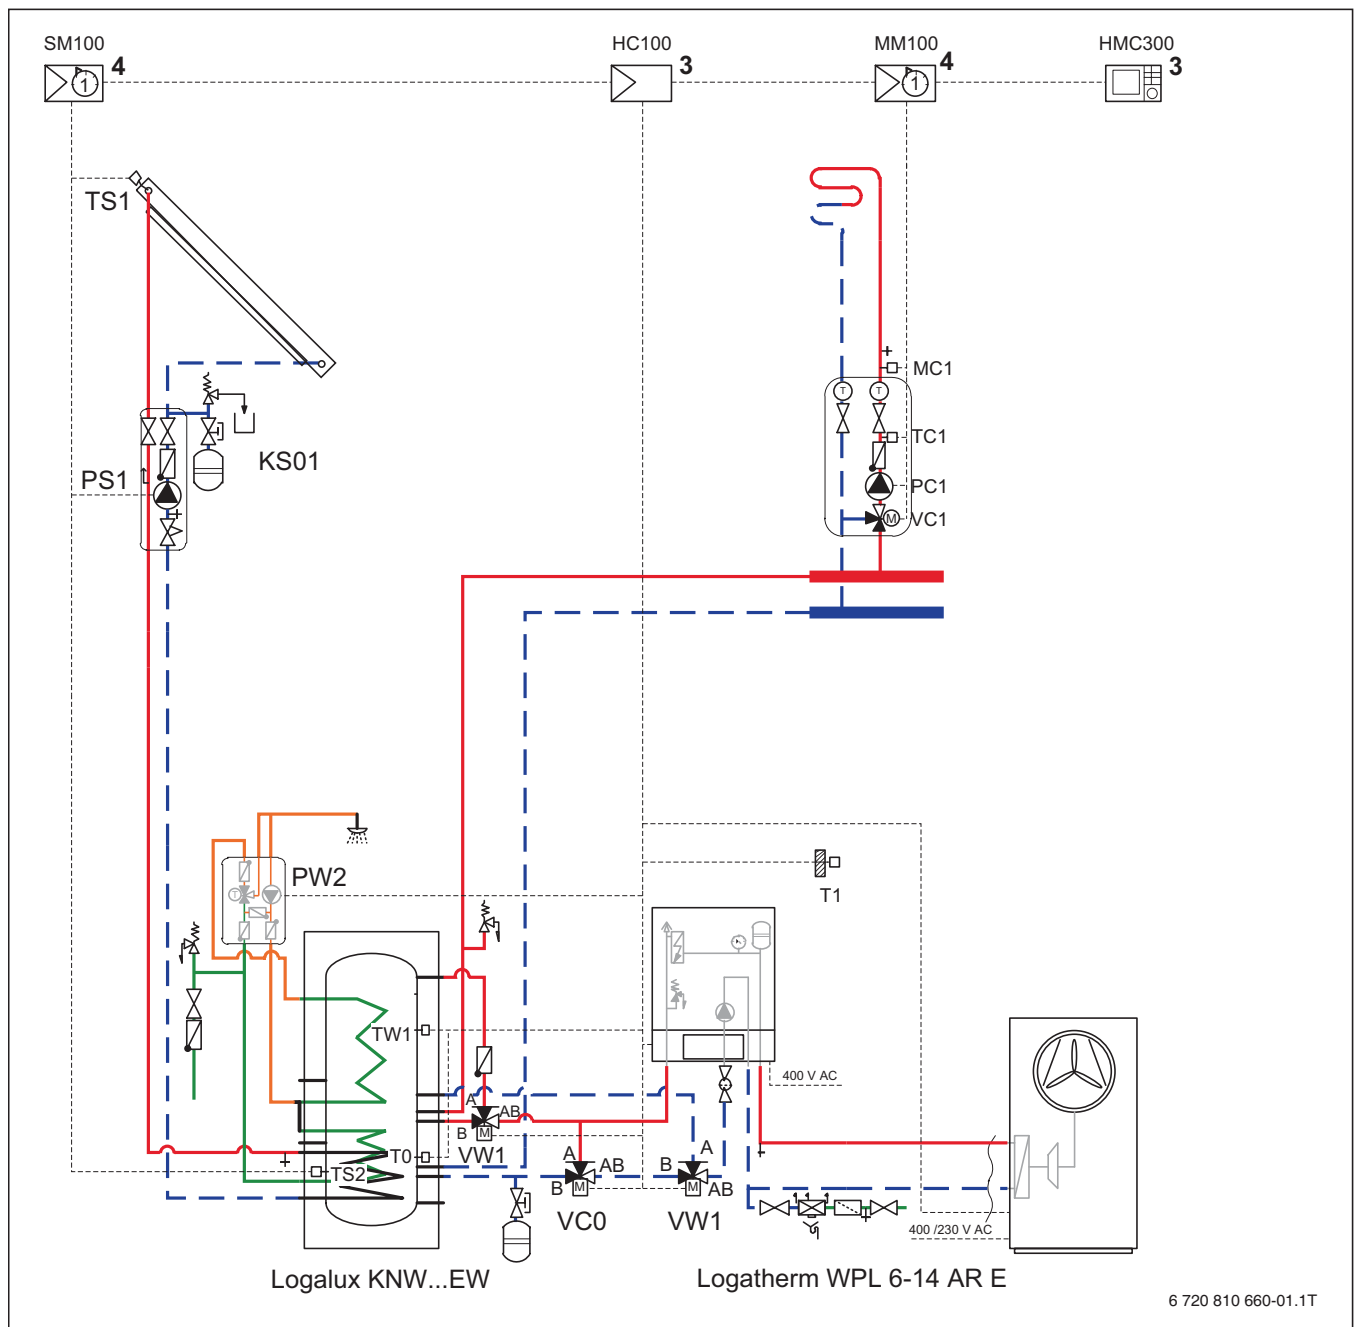 SM100
4
HC100
3
MM100
4
HMC300
3
1
1
TS1
MC1
T
T
TC1
KS01
PS1
PC1
M
VC1
PW2
T
T1
TW1
400 V AC
A
AB
B
M
VW1
T0
TS2
A
AB
B
M
VC0
A
B
AB
M
VW1
400 /230 V AC
Logalux KNW...EW
Logatherm WPL 6-14 AR E
6 720 810 660-01.1T